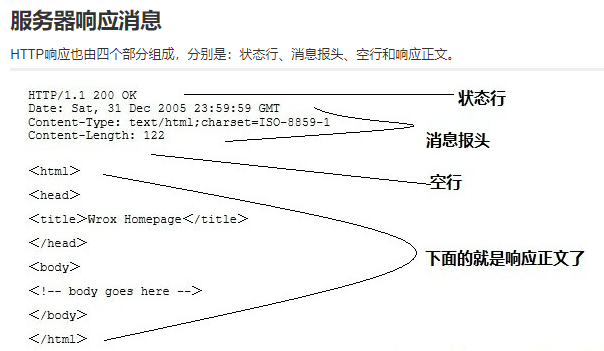 服务器响应消息
HTTP响应也由四个部分组成，分别是：状态行、消息报头、空行和响应正文。
HTTP/1.1 200 OK
状态行
Date: Sat, 31 Dec 2005 23:59:59 GMT
Content-Type: text/html;charset=ISO-8859-1
Content-Length: 122
消息报头
空行
<html>
<head>
<title>Wrox Homepage</title>
</head>
<body>
下面的就是响应正文了
<!-- body goes here -->
</body>
</html>